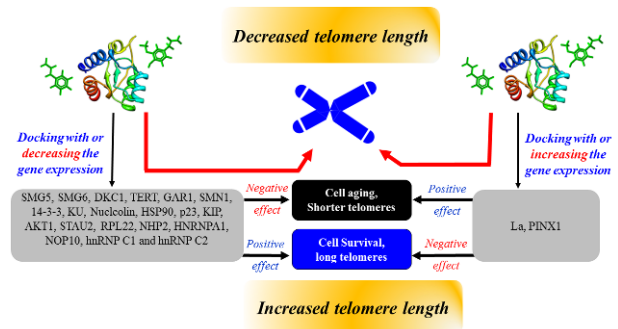 Decreased telomere length
Docking with or
decreasing the
gene expression
Docking with or
increasing the
gene expression
SMG5, SMG6, DKC1, TERT, GAR1, SMN1,
14-3-3, KU, Nucleolin, HSP90, p23, KIP,
AKT1, STAU2, RPL22, NHP2, HNRNPA1,
NOP10, hnRNP C1 and hnRNP C2
Negative
effect
Cell aging,
Shorter telomeres
Positive
effect
La, PINX1
Positive
effect
Cell Survival,
long telomeres
Negative
effect
Increased telomere length